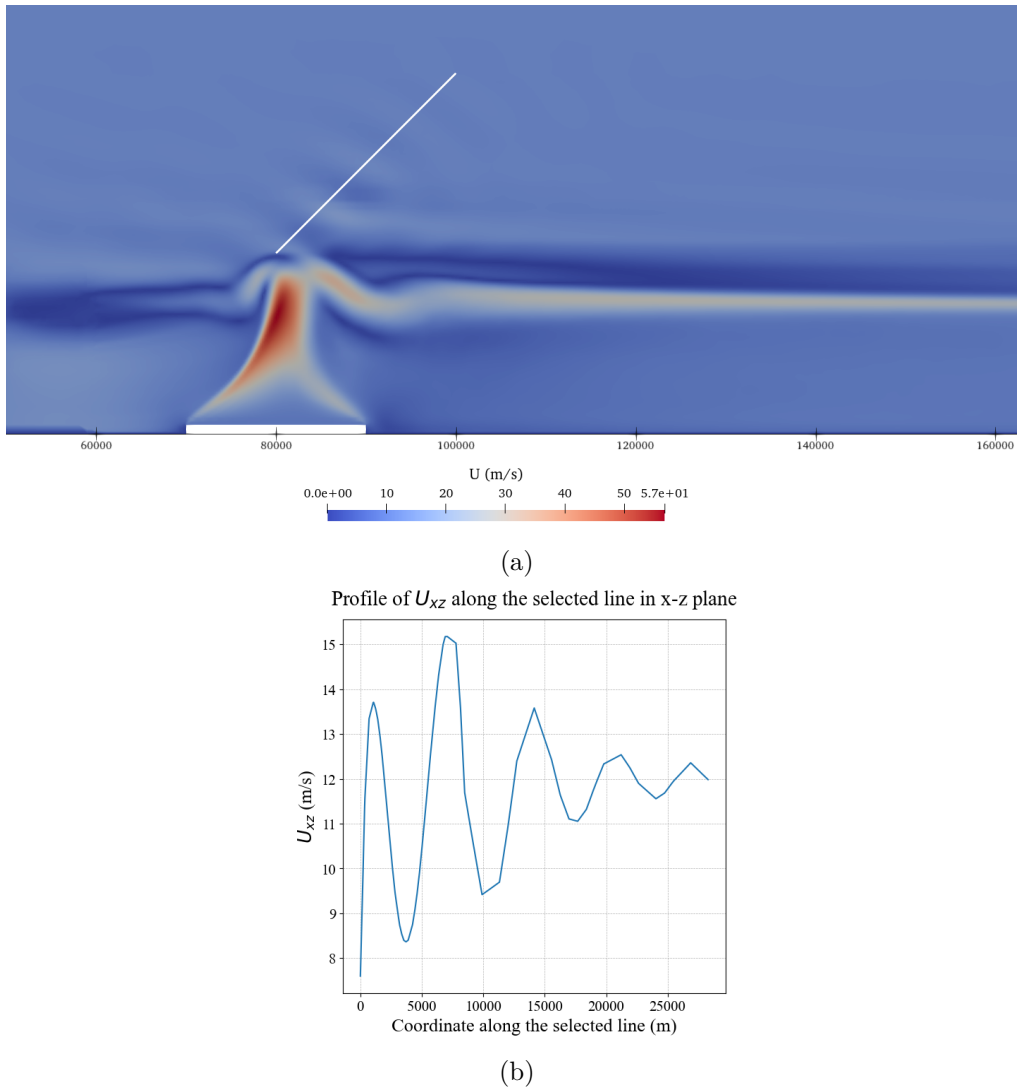 60000 80000 100000 120000 140000 160000
U (m/s)
0.0e+00 10 20 30 40 50 5.7e+01
(a)
Profile of Uxz along the selected line in x-z plane
15
14
13
12
11
10
9
8
Uxz (m/s)
0 5000 10000 15000 20000 25000
Coordinate along the selected line (m)
(b)